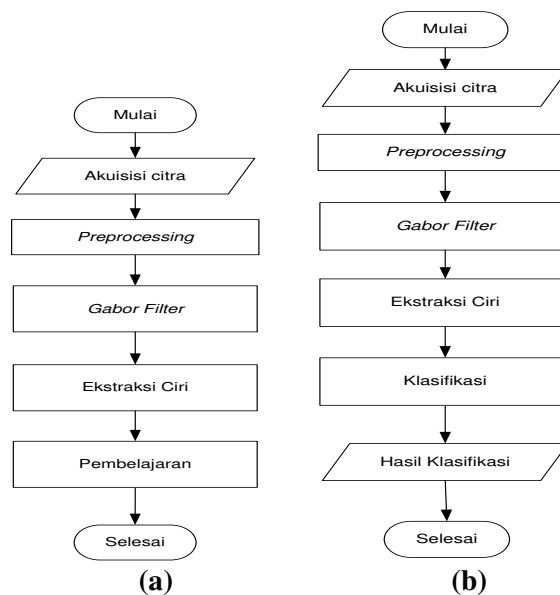 Mulai
Akuisisi citra
Preprocessing
Gabor Filter
Ekstraksi Ciri
Pembelajaran
Selesai
(a)
Mulai
Akuisisi citra
Preprocessing
Gabor Filter
Ekstraksi Ciri
Klasifikasi
Hasil Klasifikasi
Selesai
(b)